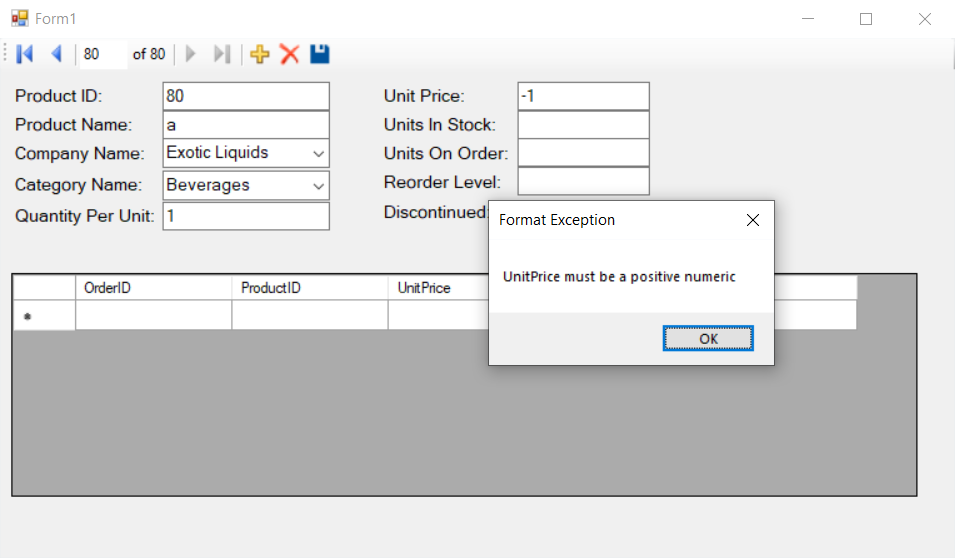 Form1
80 of 80
Product ID: 80
Product Name: a
Company Name: Exotic Liquids
Category Name: Beverages
Quantity Per Unit: 1
Unit Price: -1
Units In Stock:
Units On Order:
Reorder Level:
Discontinued:
Format Exception
UnitPrice must be a positive numeric
OK
OrderID ProductID UnitPrice